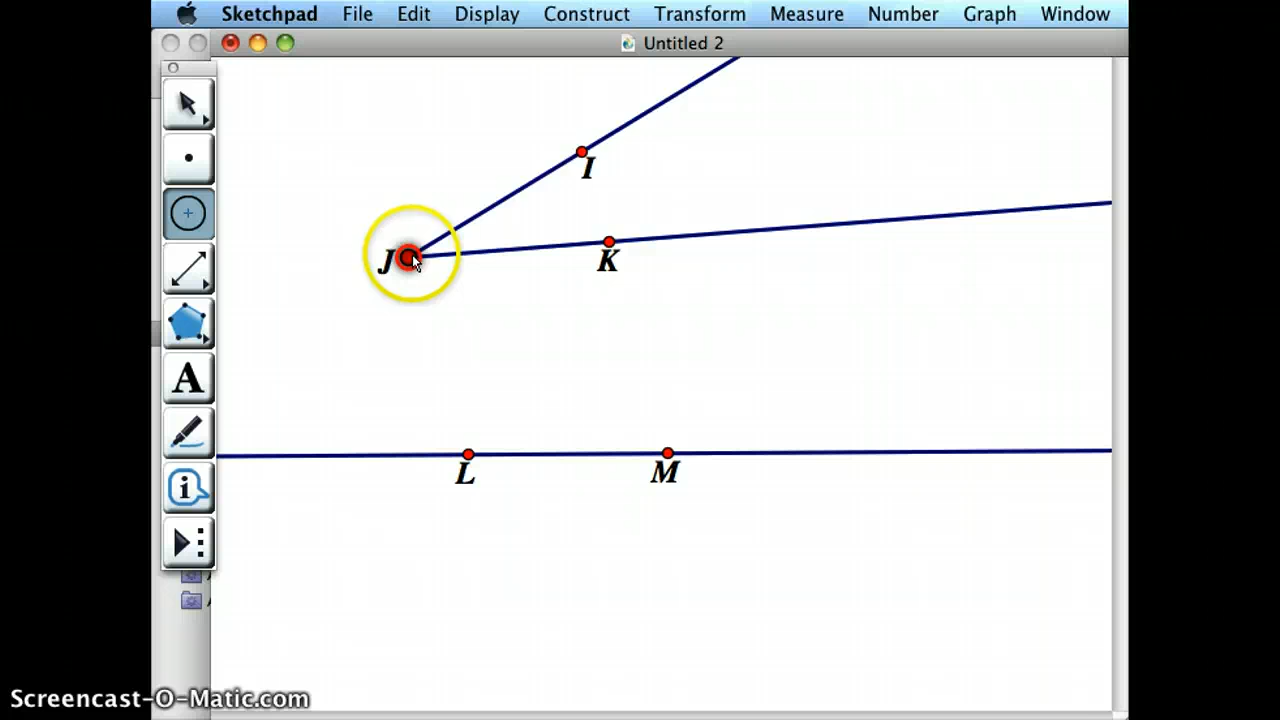 Sketchpad File Edit Display Construct Transform Measure Number Graph Window
Untitled 2
I
J
K
L
M
A
i
Screencast-O-Matic.com